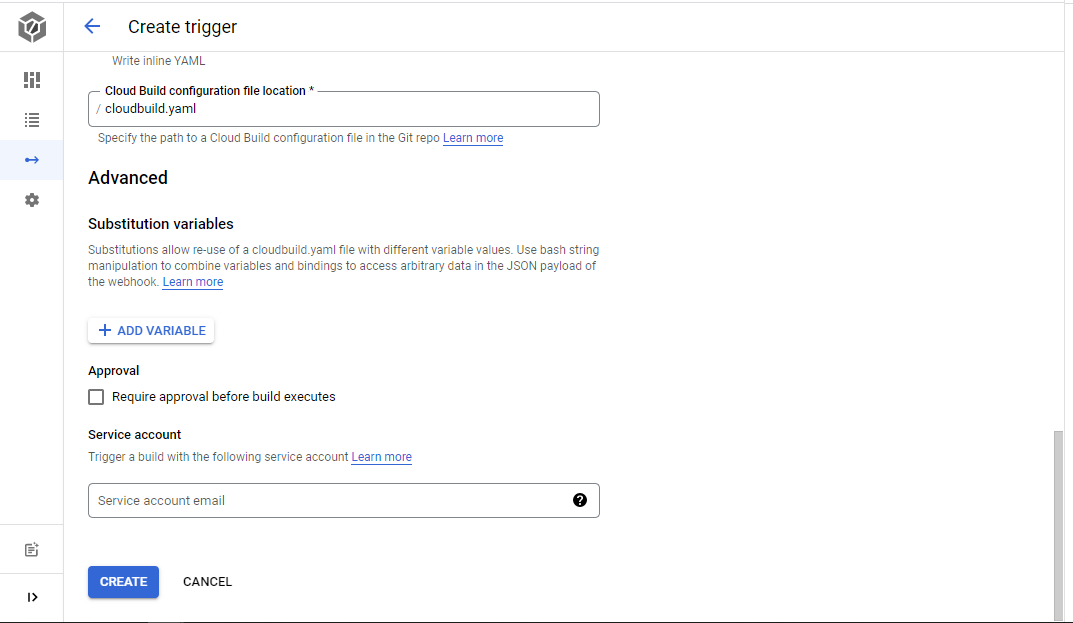 Create trigger
Write inline YAML
Cloud Build configuration file location *
/ cloudbuild.yaml
Specify the path to a Cloud Build configuration file in the Git repo Learn more
Advanced
Substitution variables
Substitutions allow re-use of a cloudbuild.yaml file with different variable values. Use bash string
manipulation to combine variables and bindings to access arbitrary data in the JSON payload of
the webhook. Learn more
+ ADD VARIABLE
Approval
Require approval before build executes
Service account
Trigger a build with the following service account Learn more
Service account email
CREATE CANCEL